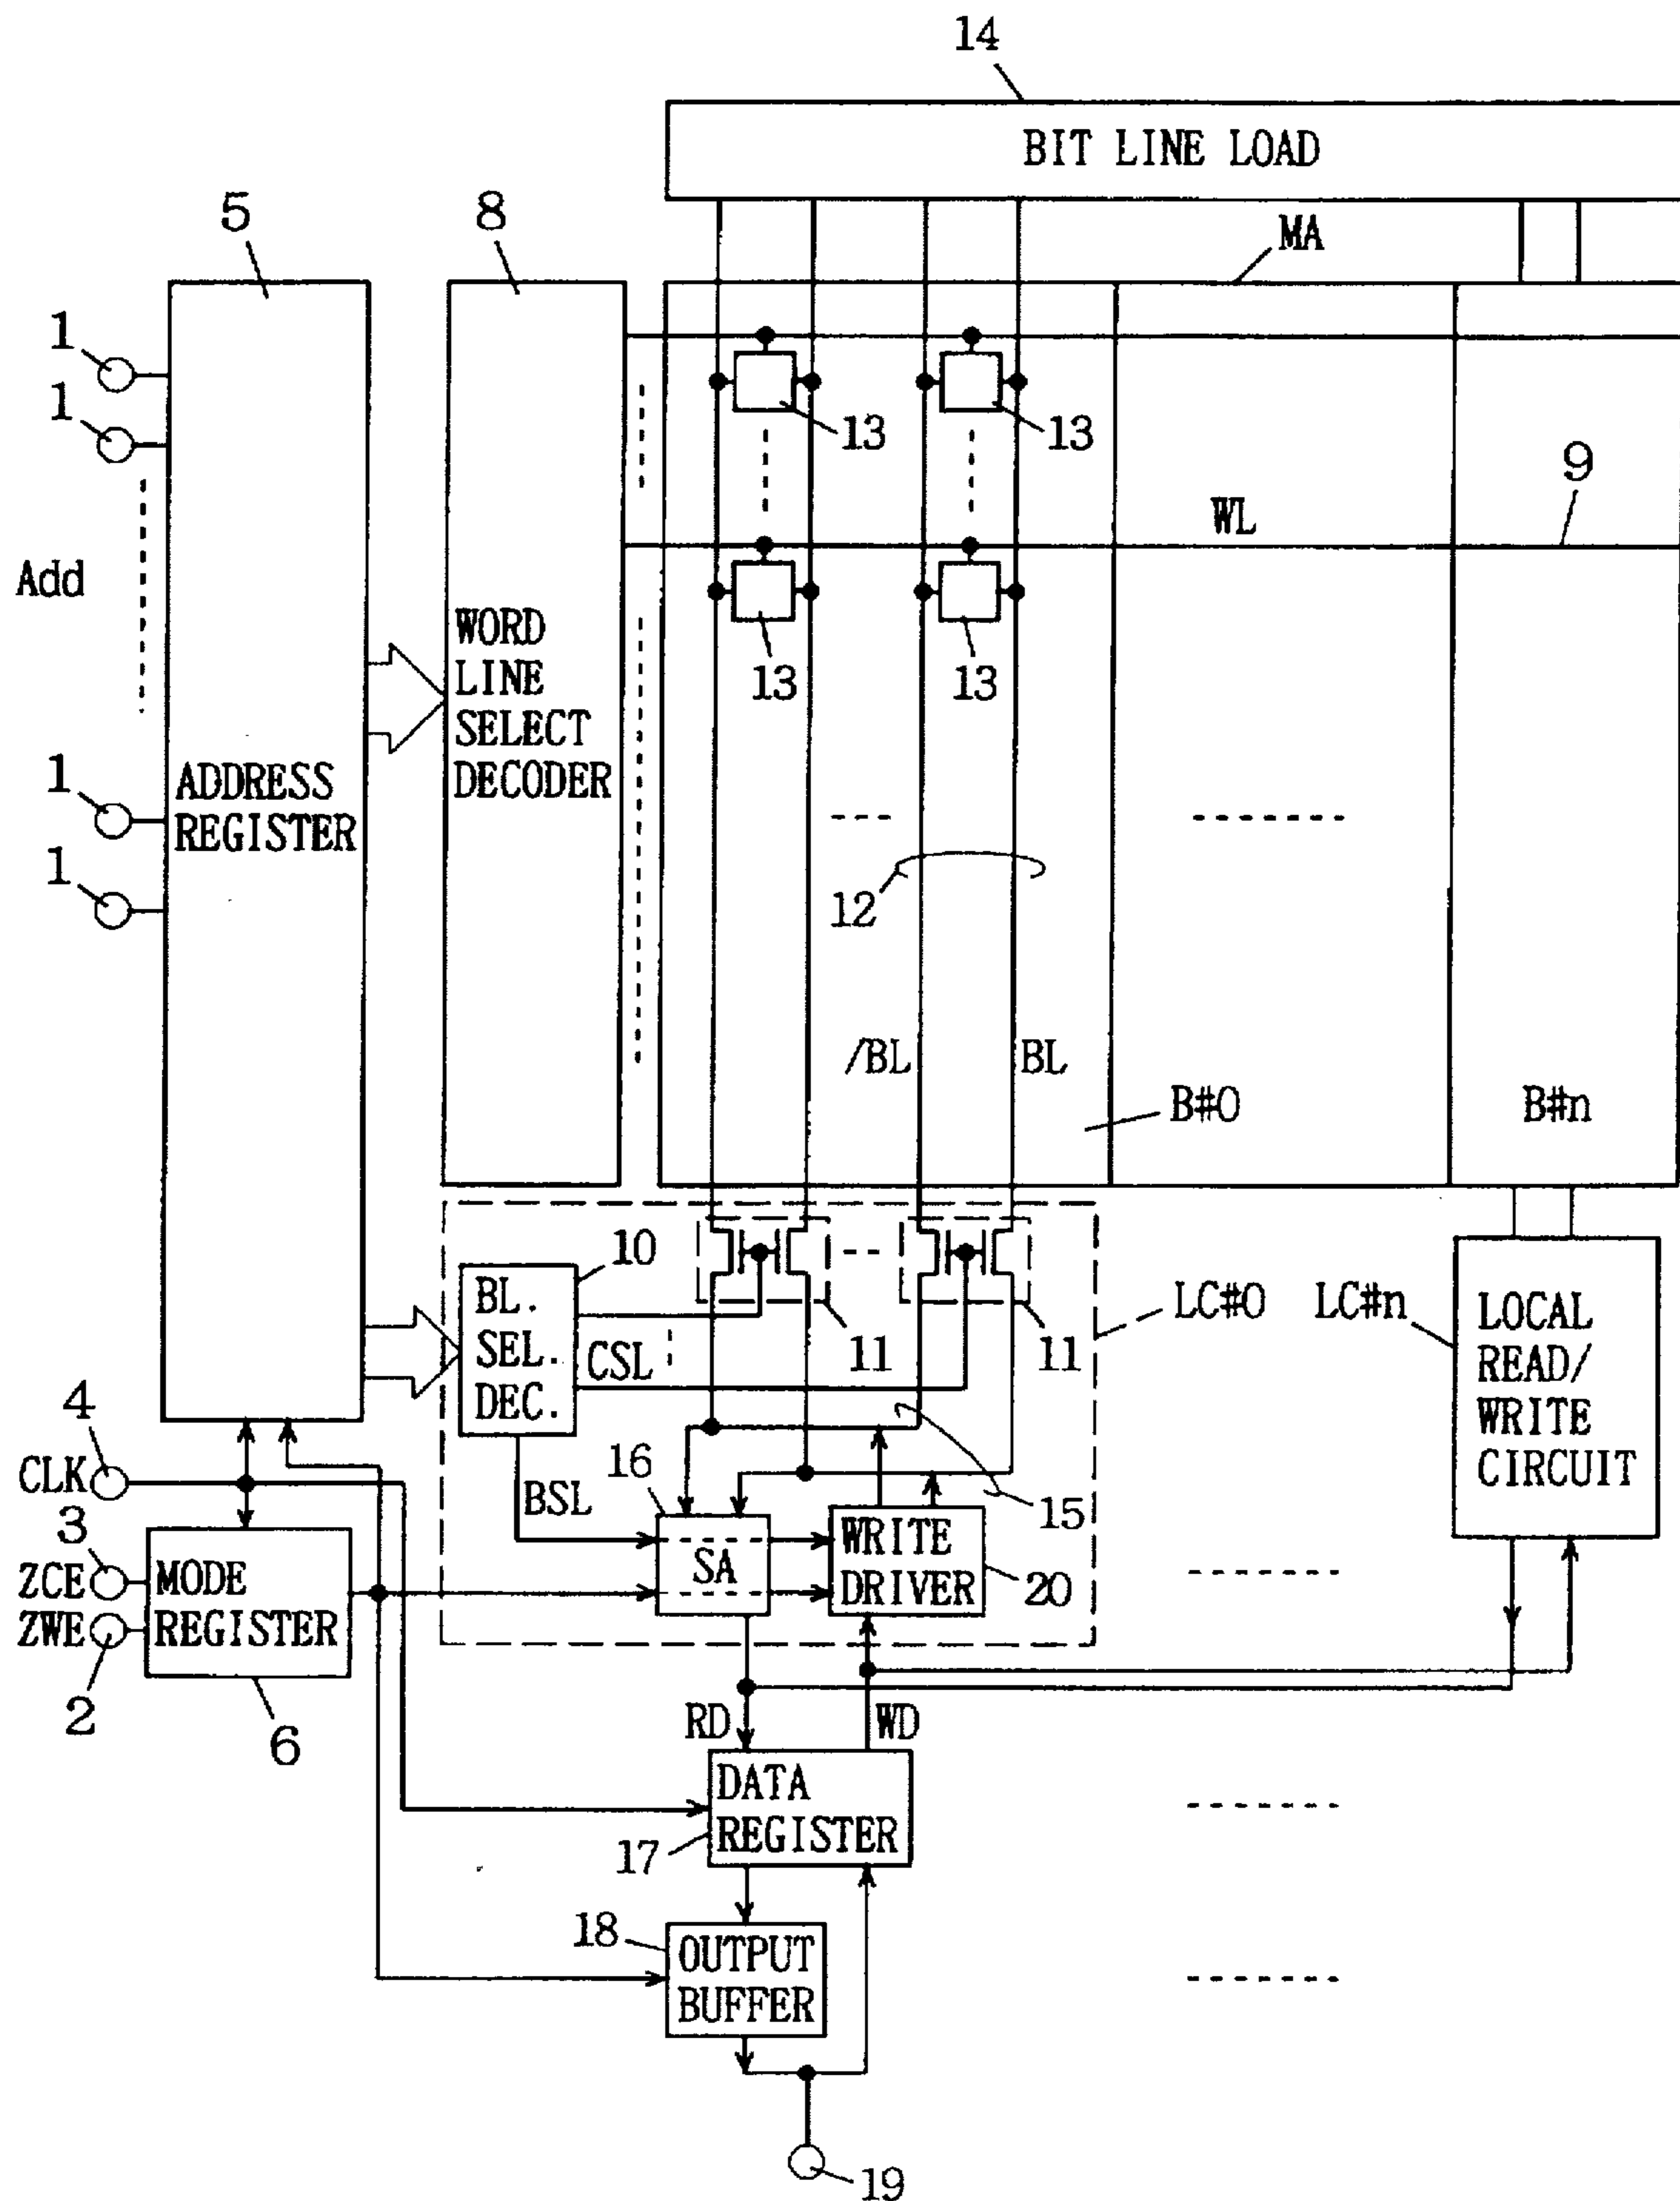 14
BIT LINE LOAD
5
8
MA
1
1
13
13
9
WL
Add
WORD
LINE
SELECT
DECODER
13
13
ADDRESS
REGISTER
1
1
12
/BL
BL
B#0
B#n
10
BL.
SEL.
DEC.
CSL
11
11
LC#0
LC#n
LOCAL
READ/
WRITE
CIRCUIT
4
CLK
16
BSL
15
3
ZCE
ZWE
2
MODE
REGISTER
6
SA
WRITE
DRIVER
20
RD
WD
DATA
REGISTER
17
18
OUTPUT
BUFFER
19